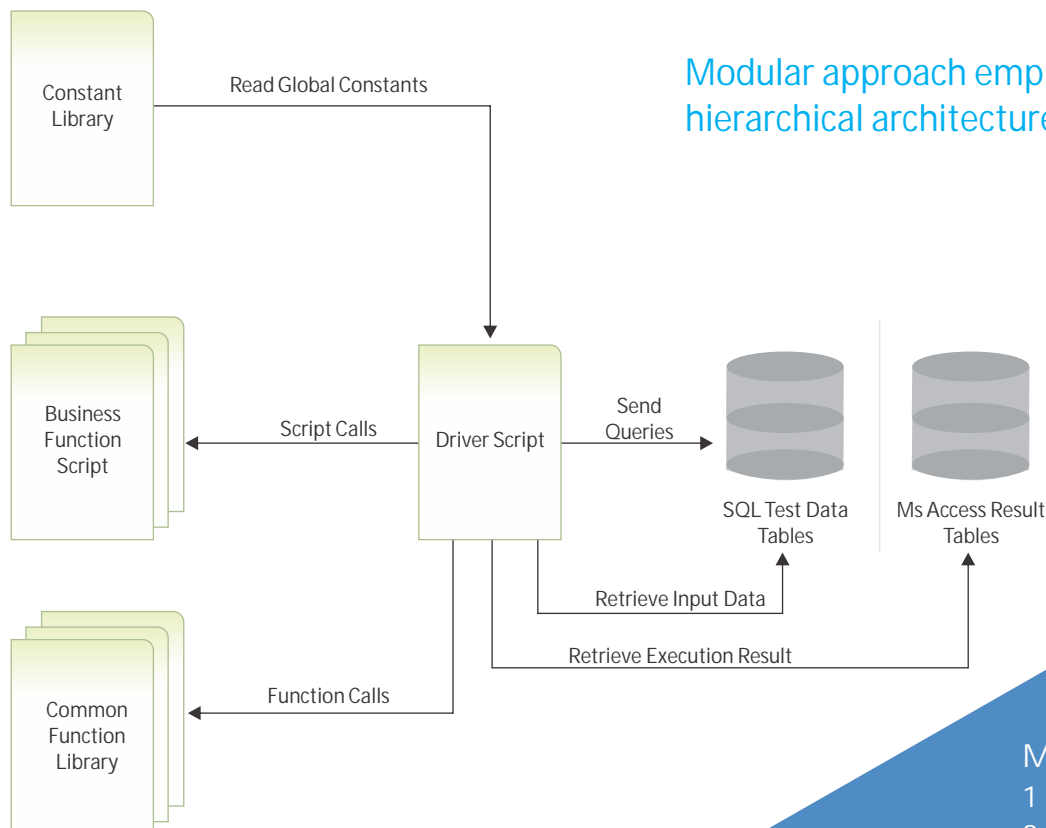 Modular approach emp
hierarchical architecture
Constant
Library
Read Global Constants
Business
Function
Script
Script Calls
Driver Script
Send
Queries
SQL Test Data
Tables
Ms Access Result
Tables
Retrieve Input Data
Retrieve Execution Result
Function Calls
Common
Function
Library
M
1